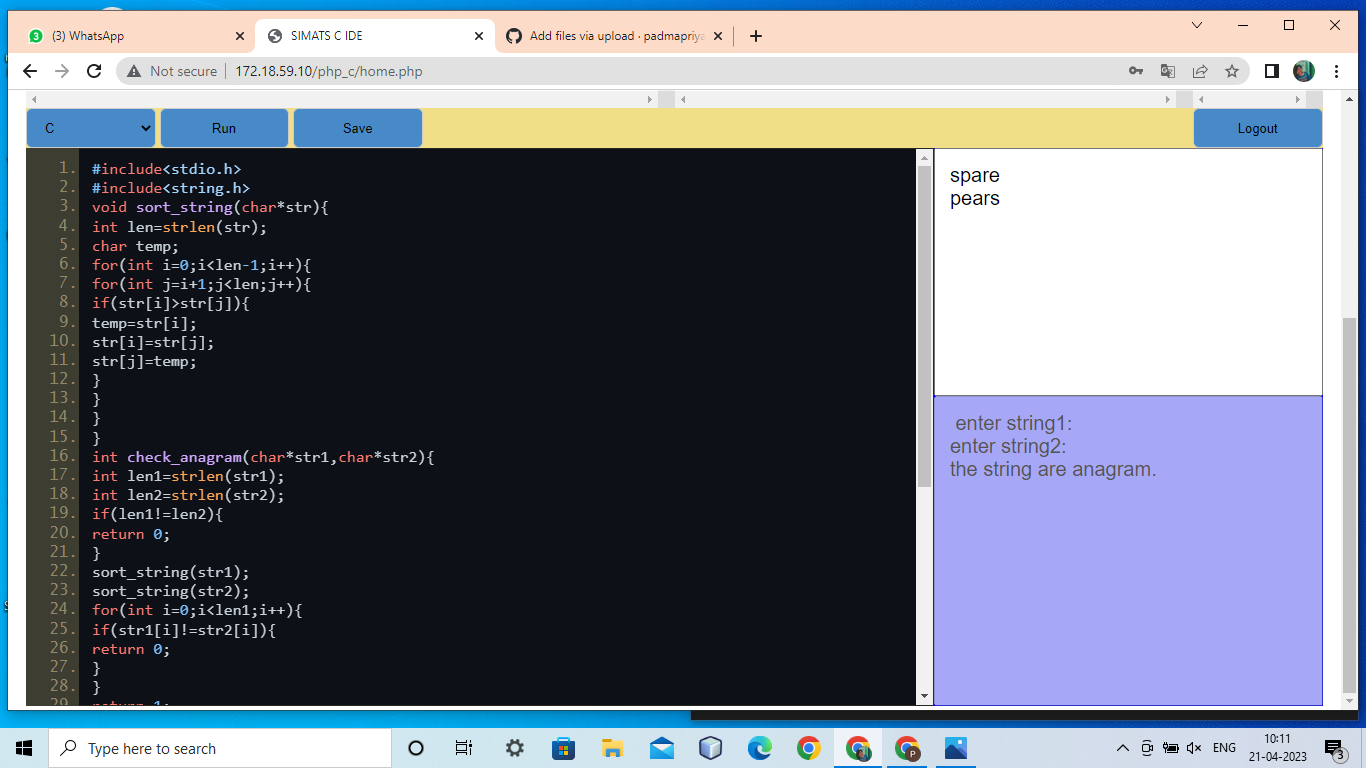 (3) WhatsApp
SIMATS C IDE
Add files via upload · padmapriya
Not secure
172.18.59.10/php_c/home.php
C
Run
Save
Logout
1. #include<stdio.h>
2. #include<string.h>
3. void sort_string(char*str){
4. int len=strlen(str);
5. char temp;
6. for(int i=0;i<len-1;i++){
7. for(int j=i+1;j<len;j++){
8. if(str[i]>str[j]){
9. temp=str[i];
10. str[i]=str[j];
11. str[j]=temp;
12. }
13. }
14. }
15. }
16. int check_anagram(char*str1,char*str2){
17. int len1=strlen(str1);
18. int len2=strlen(str2);
19. if(len1!=len2){
20. return 0;
21. }
22. sort_string(str1);
23. sort_string(str2);
24. for(int i=0;i<len1;i++){
25. if(str1[i]!=str2[i]){
26. return 0;
27. }
28. }
29. return 1;
spare
pears
enter string1:
enter string2:
the string are anagram.
Type here to search
P
ENG
10:11
21-04-2023
3